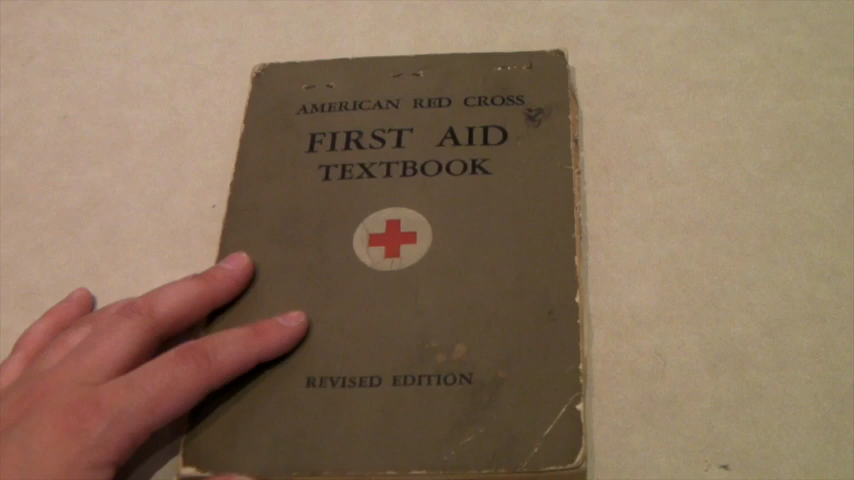 AMERICAN RED CROSS
FIRST AID
TEXTBOOK
REVISED EDITION